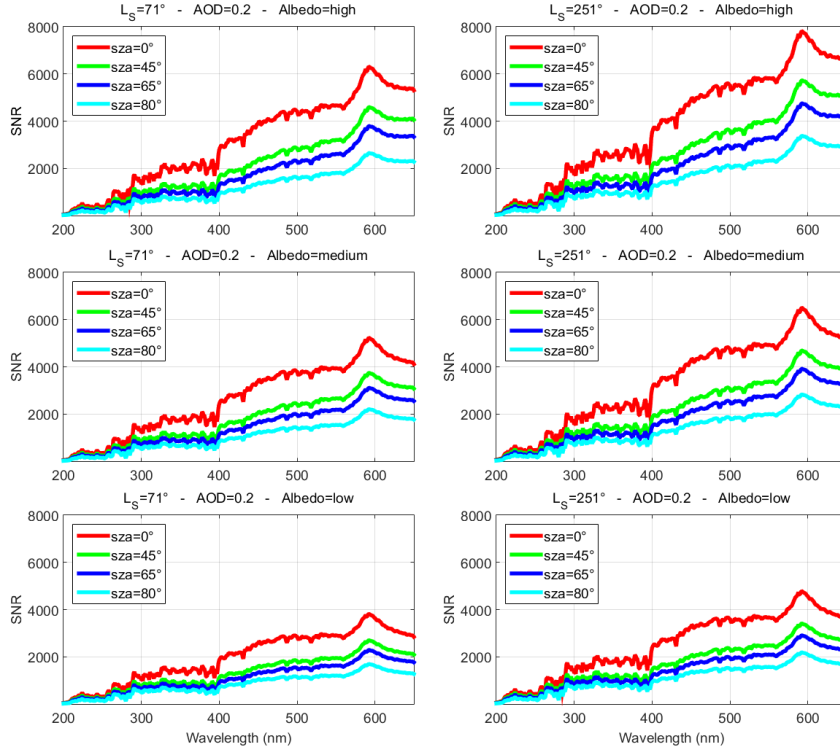 L_S=71° - AOD=0.2 - Albedo=high
8000
6000
4000
2000
SNR
sza=0°
sza=45°
sza=65°
sza=80°
200 300 400 500 600
L_S=251° - AOD=0.2 - Albedo=high
8000
6000
4000
2000
SNR
sza=0°
sza=45°
sza=65°
sza=80°
200 300 400 500 600
L_S=71° - AOD=0.2 - Albedo=medium
8000
6000
4000
2000
SNR
sza=0°
sza=45°
sza=65°
sza=80°
200 300 400 500 600
L_S=251° - AOD=0.2 - Albedo=medium
8000
6000
4000
2000
SNR
sza=0°
sza=45°
sza=65°
sza=80°
200 300 400 500 600
L_S=71° - AOD=0.2 - Albedo=low
8000
6000
4000
2000
SNR
sza=0°
sza=45°
sza=65°
sza=80°
200 300 400 500 600
Wavelength (nm)
L_S=251° - AOD=0.2 - Albedo=low
8000
6000
4000
2000
SNR
sza=0°
sza=45°
sza=65°
sza=80°
200 300 400 500 600
Wavelength (nm)